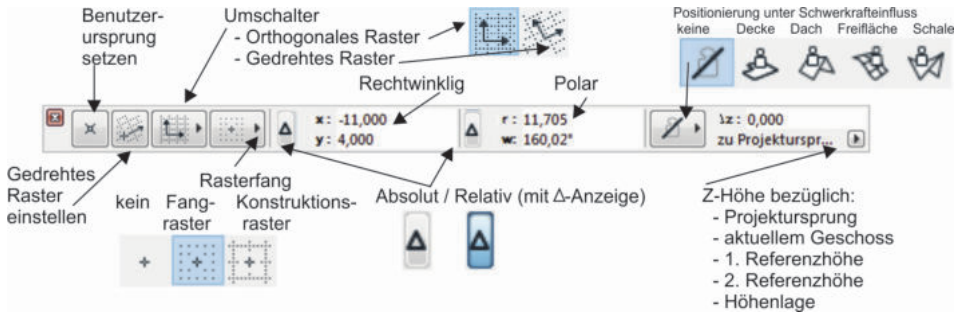 Benutzer-
ursprung
setzen
Umschalter
- Orthogonales Raster
- Gedrehtes Raster
Positionierung unter Schwerkrafteinfluss
keine Decke Dach Freifläche Schale
Rechtwinklig
Polar
x: -11,000
y: 4,000
r: 11,705
w: 160,02°
z: 0,000
zu Projekturspr...
Gedrehtes
Raster
einstellen
Rasterfang
kein Fang-
raster
Konstruktions-
raster
Absolut / Relativ (mit Δ-Anzeige)
Z-Höhe bezüglich:
- Projektursprung
- aktuellem Geschoss
- 1. Referenzhöhe
- 2. Referenzhöhe
- Höhenlage